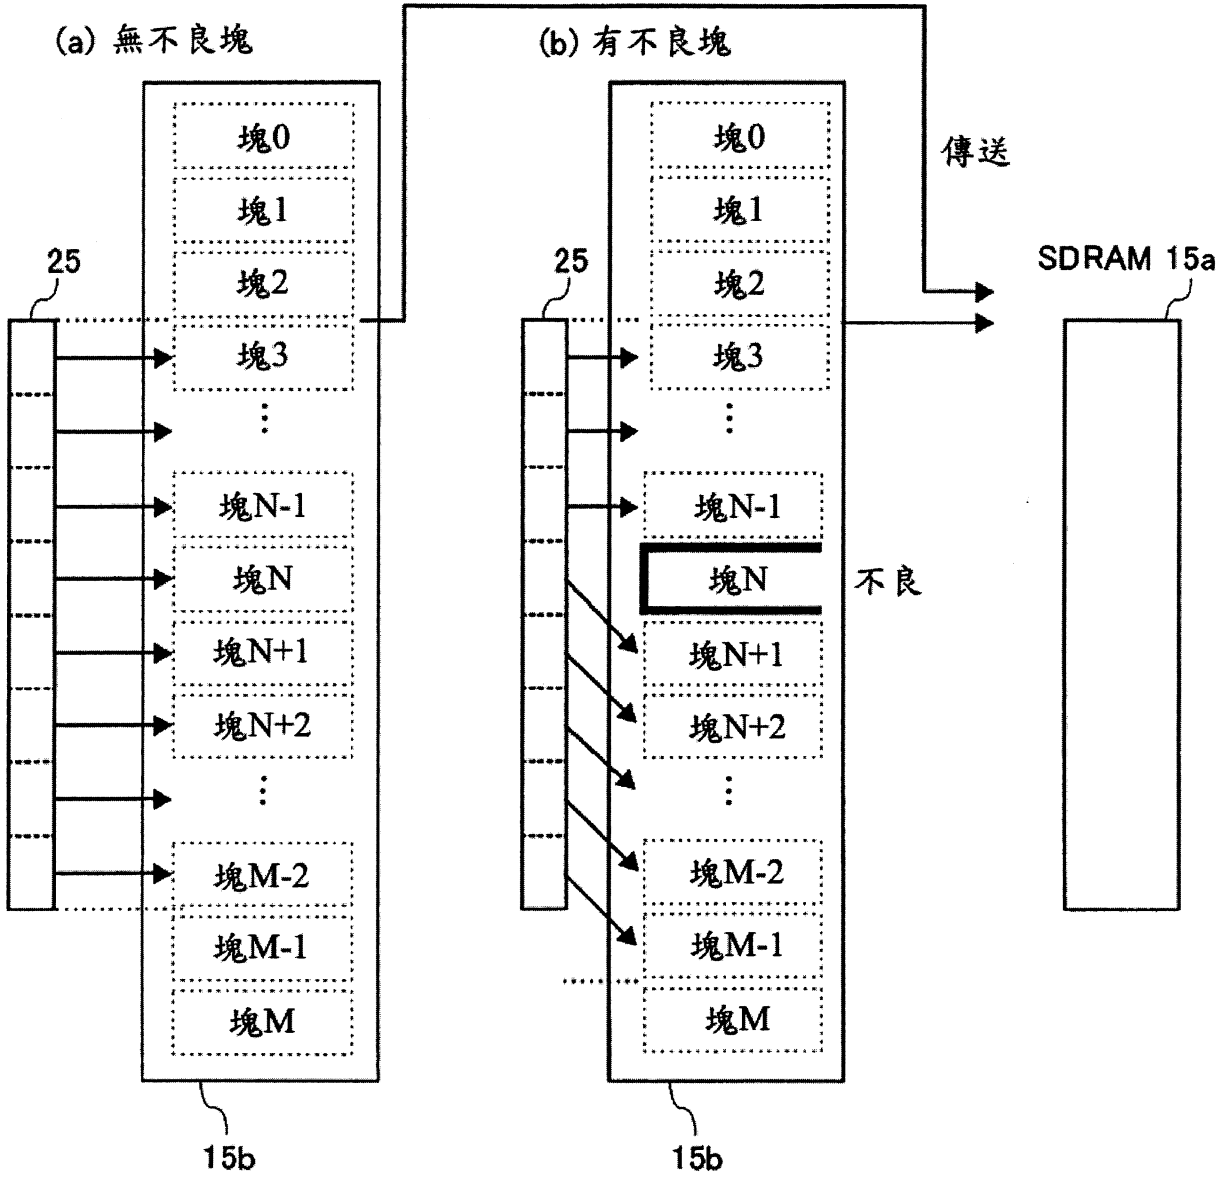 (a) 無不良塊
塊0
塊1
塊2
塊3
⋮
塊N-1
塊N
塊N+1
塊N+2
⋮
塊M-2
塊M-1
塊M
25
15b
(b) 有不良塊
塊0
塊1
塊2
塊3
⋮
塊N-1
塊N
不良
塊N+1
塊N+2
⋮
塊M-2
塊M-1
塊M
25
15b
傳送
SDRAM 15a